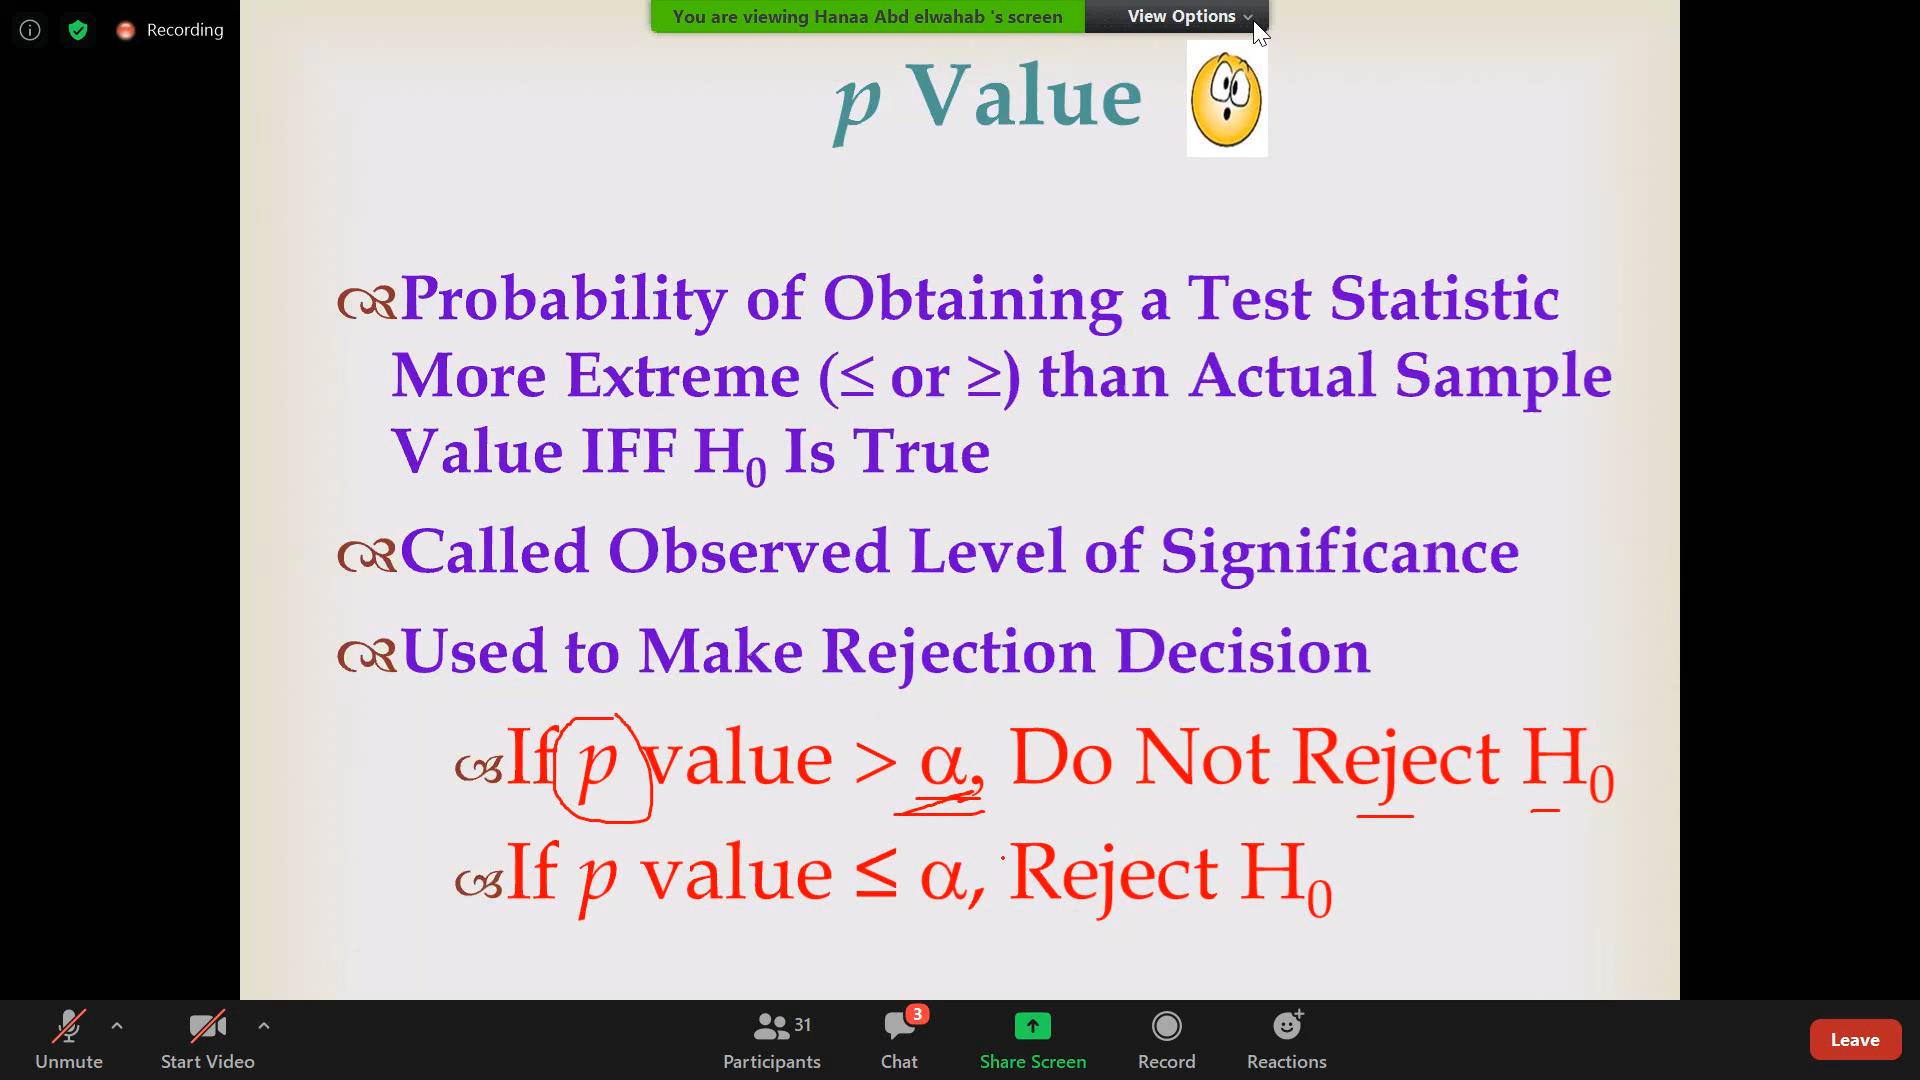 Recording
You are viewing Hanaa Abd elwahab 's screen
View Options
p Value
Probability of Obtaining a Test Statistic
More Extreme (≤ or ≥) than Actual Sample
Value IFF H₀ Is True
Called Observed Level of Significance
Used to Make Rejection Decision
If p value > α, Do Not Reject H₀
If p value ≤ α, Reject H₀
31
3
Unmute
Start Video
Participants
Chat
Share Screen
Record
Reactions
Leave